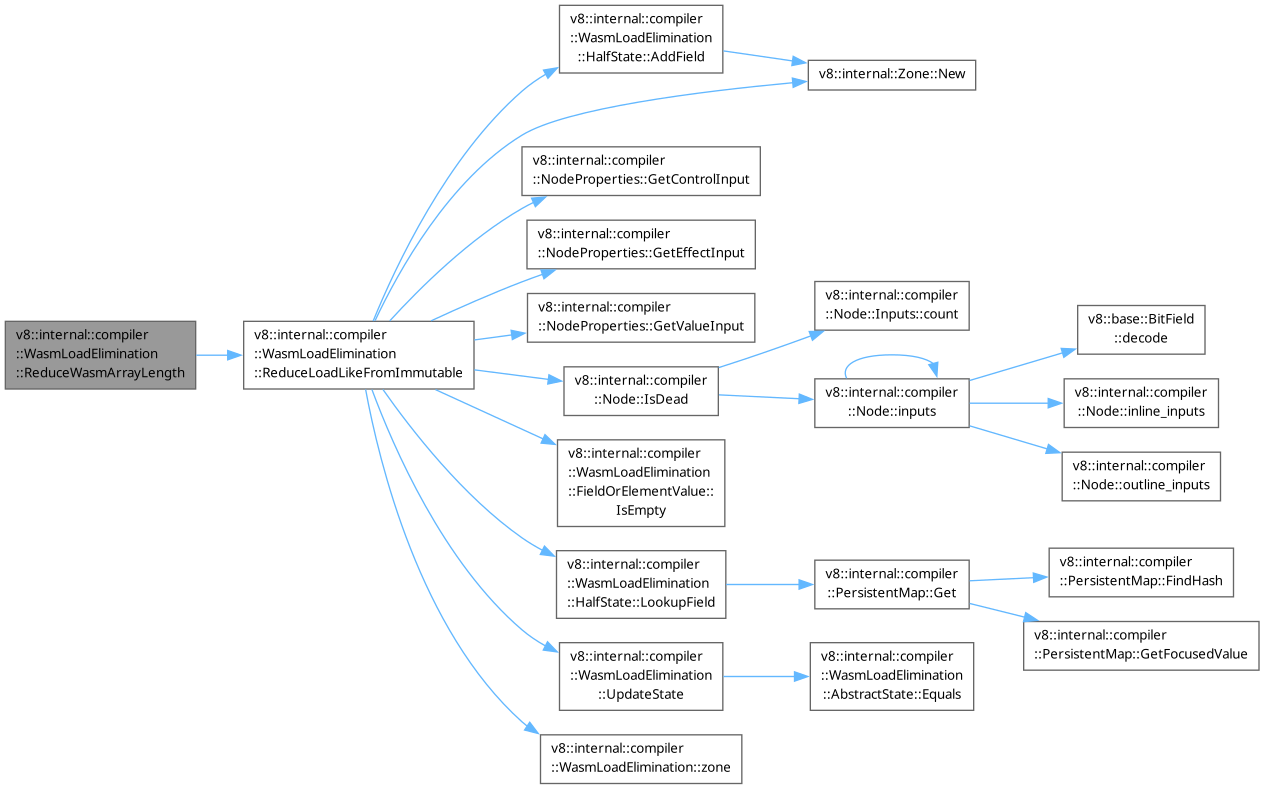 v8::internal::compiler
::WasmLoadElimination
::ReduceWasmArrayLength
v8::internal::compiler
::WasmLoadElimination
::ReduceLoadLikeFromImmutable
v8::internal::compiler
::WasmLoadElimination
::HalfState::AddField
v8::internal::Zone::New
v8::internal::compiler
::NodeProperties::GetControlInput
v8::internal::compiler
::NodeProperties::GetEffectInput
v8::internal::compiler
::NodeProperties::GetValueInput
v8::internal::compiler
::Node::IsDead
v8::internal::compiler
::Node::Inputs::count
v8::internal::compiler
::Node::inputs
v8::base::BitField
::decode
v8::internal::compiler
::Node::inline_inputs
v8::internal::compiler
::Node::outline_inputs
v8::internal::compiler
::WasmLoadElimination
::FieldOrElementValue::
IsEmpty
v8::internal::compiler
::WasmLoadElimination
::HalfState::LookupField
v8::internal::compiler
::PersistentMap::Get
v8::internal::compiler
::PersistentMap::FindHash
v8::internal::compiler
::PersistentMap::GetFocusedValue
v8::internal::compiler
::WasmLoadElimination
::UpdateState
v8::internal::compiler
::WasmLoadElimination
::AbstractState::Equals
v8::internal::compiler
::WasmLoadElimination::zone